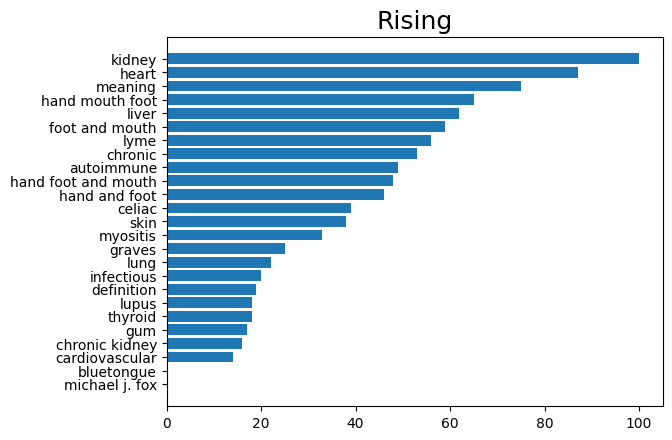 Rising
kidney
heart
meaning
hand mouth foot
liver
foot and mouth
lyme
chronic
autoimmune
hand foot and mouth
hand and foot
celiac
skin
myositis
graves
lung
infectious
definition
lupus
thyroid
gum
chronic kidney
cardiovascular
bluetongue
michael j. fox
0 20 40 60 80 100